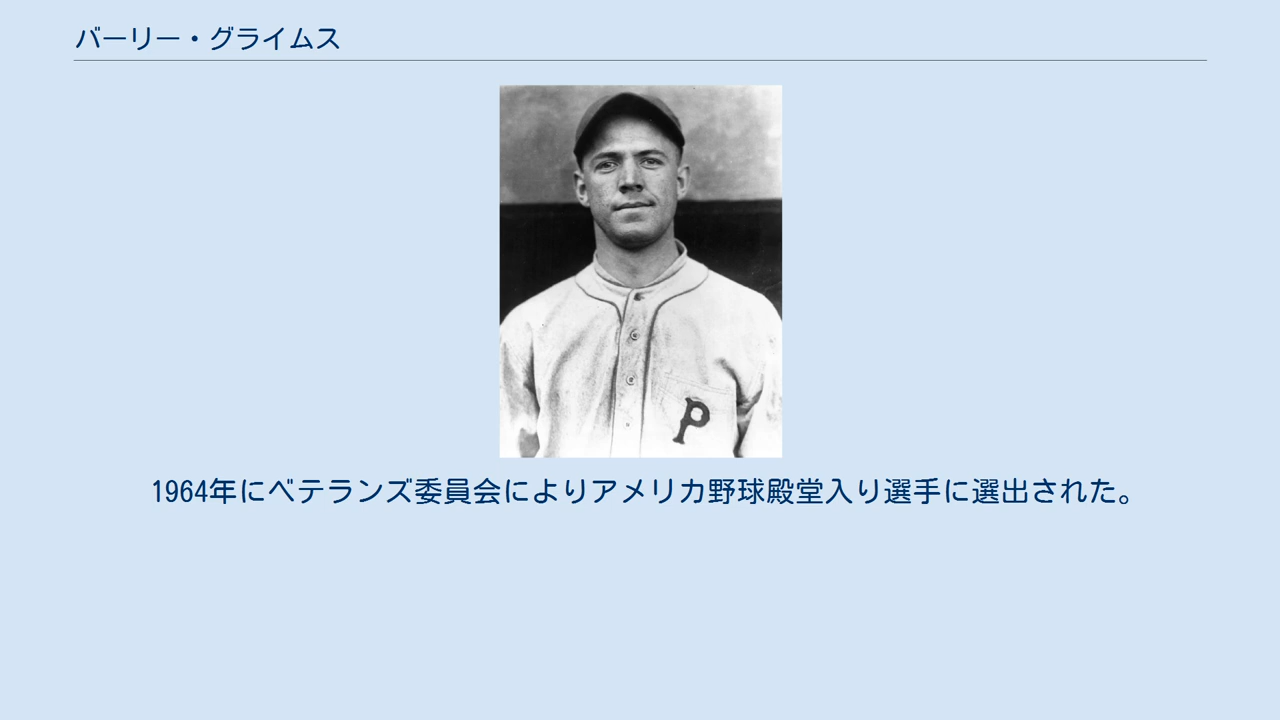 バーリー・グライムス
P
1964年にベテランズ委員会によりアメリカ野球殿堂入り選手に選出された。